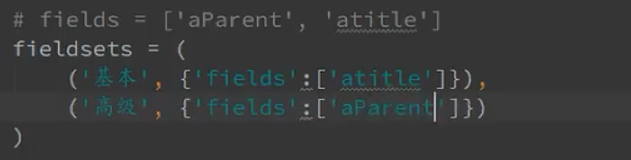 # fields = ['aParent', 'atitle']
fieldsets = (
('基本', {'fields':['atitle']}),
('高级', {'fields':['aParent']})
)